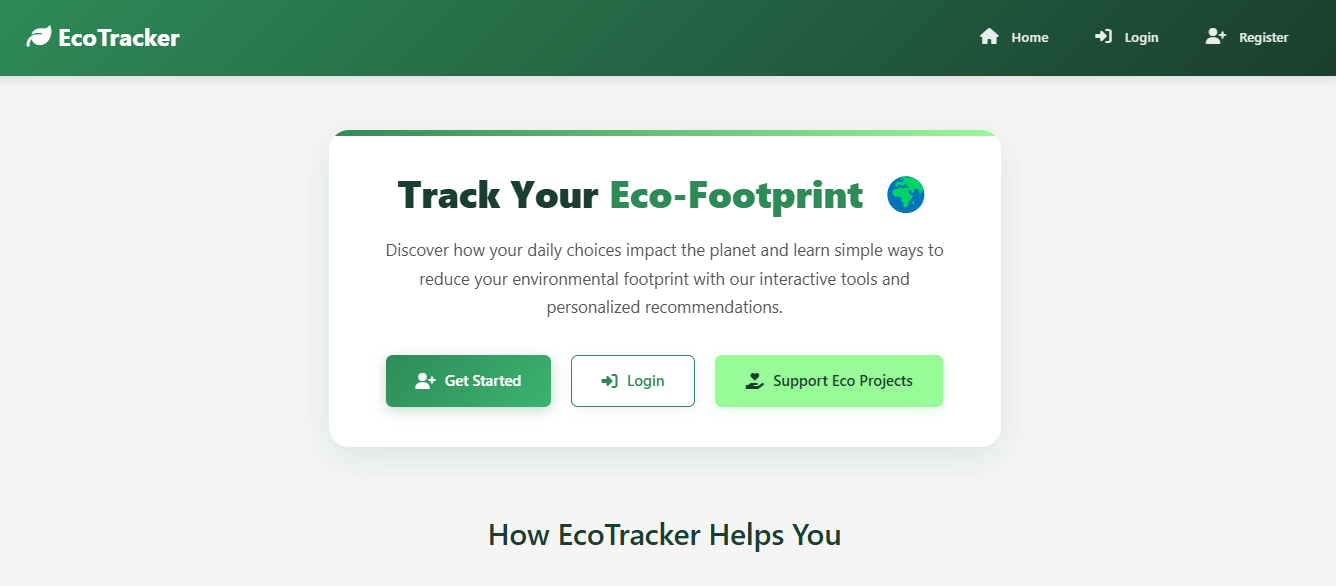 EcoTracker
Home
Login
Register
Track Your Eco-Footprint
Discover how your daily choices impact the planet and learn simple ways to
reduce your environmental footprint with our interactive tools and
personalized recommendations.
Get Started
Login
Support Eco Projects
How EcoTracker Helps You